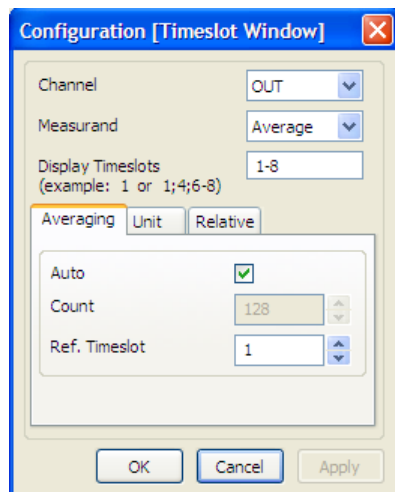 Configuration [Timeslot Window]
Channel OUT
Measurand Average
Display Timeslots 1-8
(example: 1 or 1;4;6-8)
Averaging Unit Relative
Auto
Count 128
Ref. Timeslot 1
OK Cancel Apply